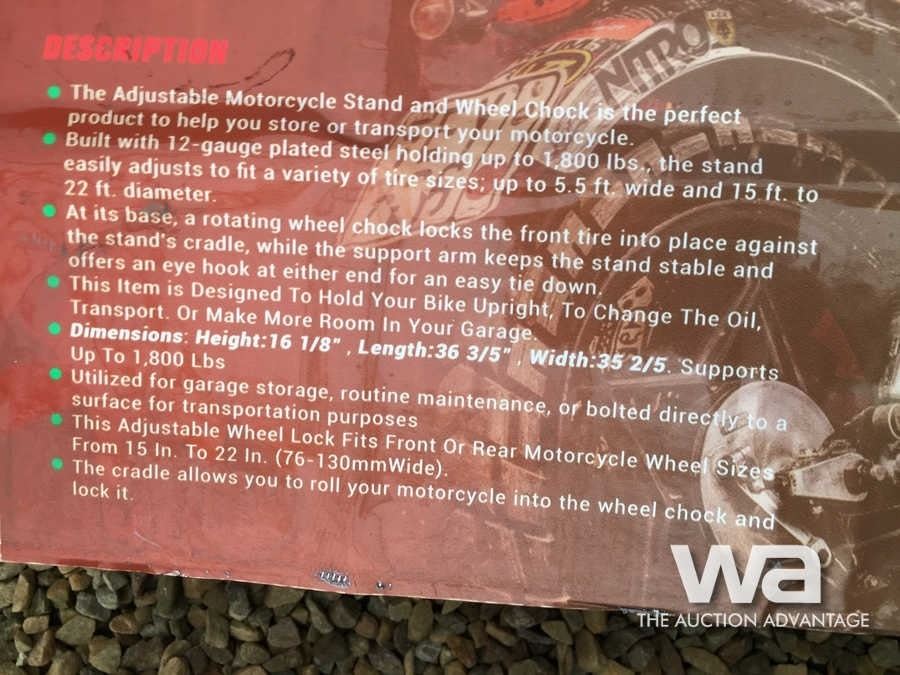 DESCRIPTION
The Adjustable Motorcycle Stand and Wheel Chock is the perfect
product to help you store or transport your motorcycle.
Built with 12-gauge plated steel holding up to 1,800 lbs., the stand
easily adjusts to fit a variety of tire sizes; up to 5.5 ft. wide and 15 ft. to
22 ft. diameter.
At its base, a rotating wheel chock locks the front tire into place against
the stand's cradle, while the support arm keeps the stand stable and
offers an eye hook at either end for an easy tie down.
This Item is Designed To Hold Your Bike Upright, To Change The Oil,
Transport. Or Make More Room In Your Garage.
Dimensions: Height:16 1/8" , Length:36 3/5" , Width:35 2/5. Supports
Up To 1,800 Lbs
Utilized for garage storage, routine maintenance, or bolted directly to a
surface for transportation purposes
This Adjustable Wheel Lock Fits Front Or Rear Motorcycle Wheel Sizes
From 15 In. To 22 In. (76-130mmWide).
The cradle allows you to roll your motorcycle into the wheel chock and
lock it.
NITRO
wa
THE AUCTION ADVANTAGE